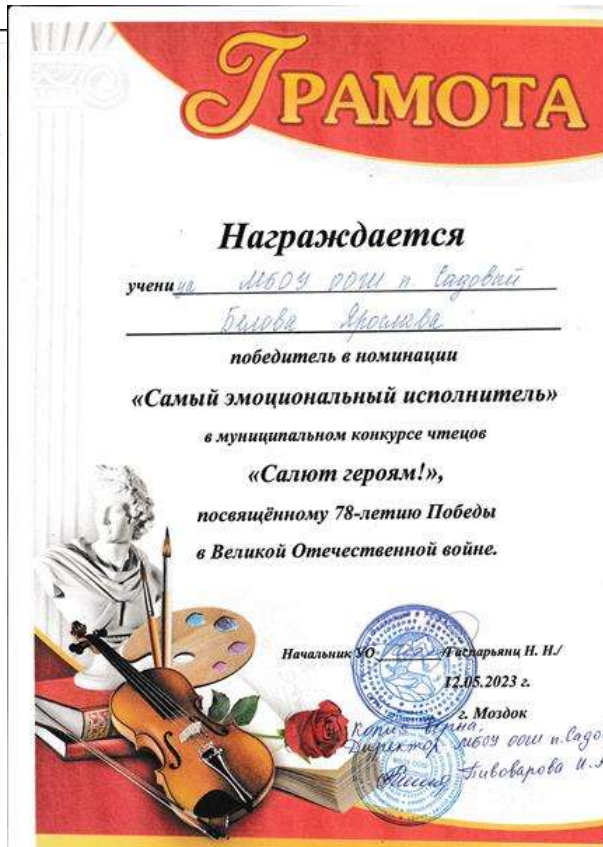 ГРАМОТА
Награждается
ученица МБОУ ООШ п. Садовый
Белова Ярослава
победитель в номинации
«Самый эмоциональный исполнитель»
в муниципальном конкурсе чтецов
«Салют героям!»,
посвящённому 78-летию Победы
в Великой Отечественной войне.
Начальник УО /Гаспарьянц Н. Н./
12.05.2023 г.
г. Моздок
Копия верна:
Директор МБОУ ООШ п. Садо
Пивоварова И. А